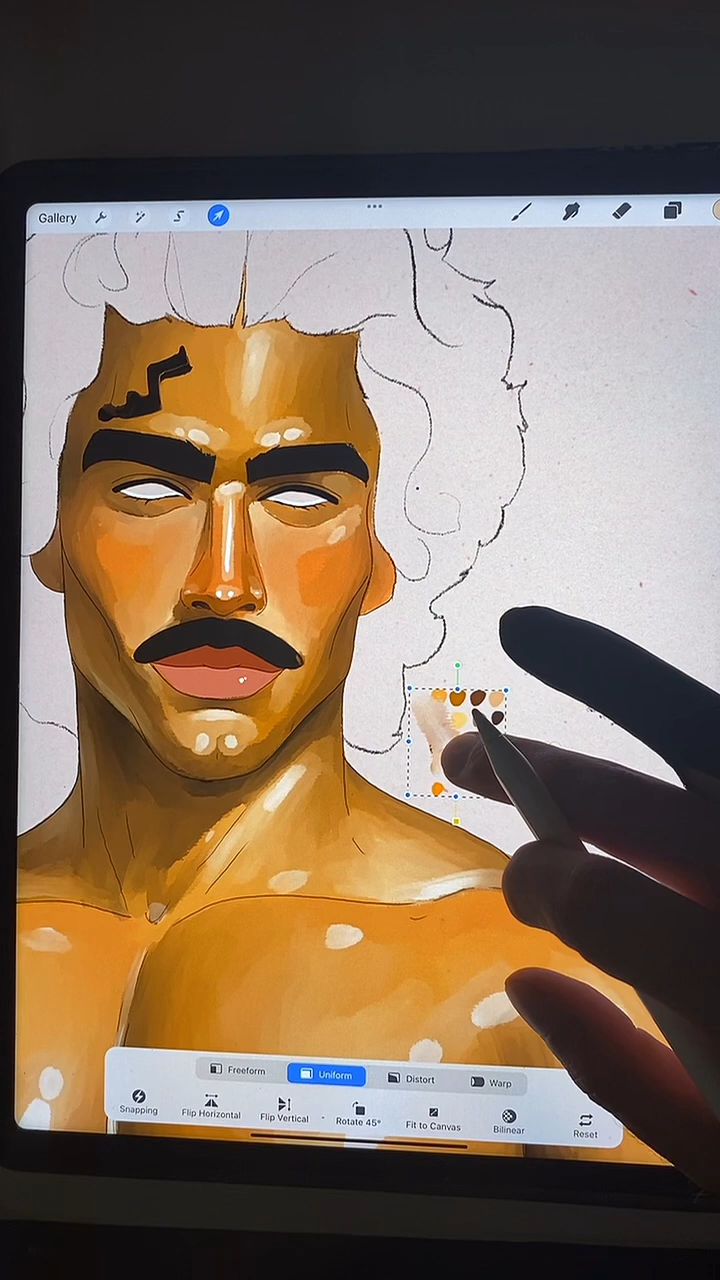 Gallery
Freeform Uniform Distort Warp
Snapping Flip Horizontal Flip Vertical Rotate 45° Fit to Canvas Bilinear Reset